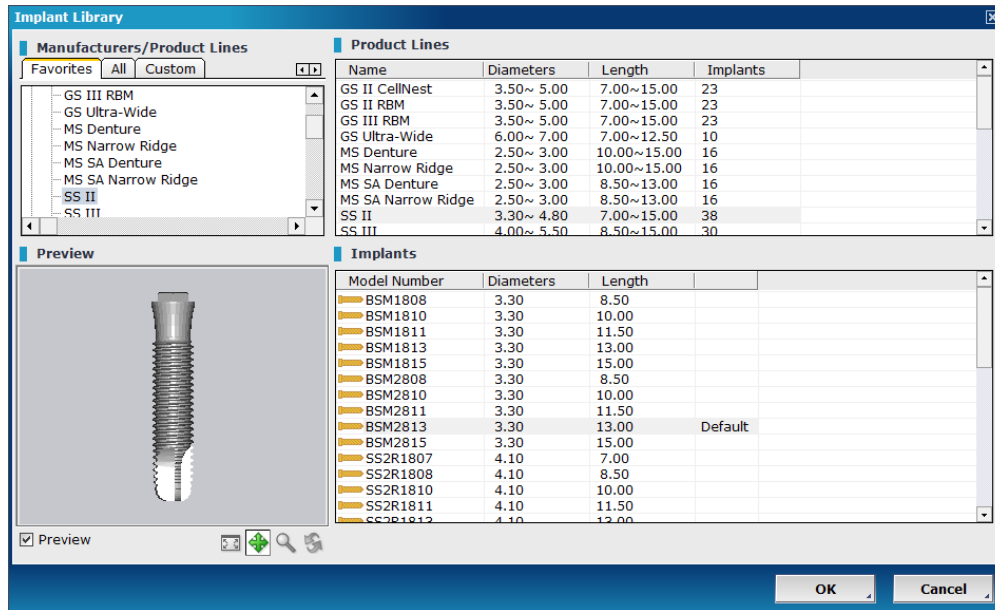 Implant Library
Manufacturers/Product Lines
Favorites All Custom
GS III RBM
GS Ultra-Wide
MS Denture
MS Narrow Ridge
MS SA Denture
MS SA Narrow Ridge
SS II
SS III
Product Lines
Name Diameters Length Implants
GS II CellNest 3.50~ 5.00 7.00~15.00 23
GS II RBM 3.50~ 5.00 7.00~15.00 23
GS III RBM 3.50~ 5.00 7.00~15.00 23
GS Ultra-Wide 6.00~ 7.00 7.00~12.50 10
MS Denture 2.50~ 3.00 10.00~15.00 16
MS Narrow Ridge 2.50~ 3.00 10.00~15.00 16
MS SA Denture 2.50~ 3.00 8.50~13.00 16
MS SA Narrow Ridge 2.50~ 3.00 8.50~13.00 16
SS II 3.30~ 4.80 7.00~15.00 38
SS III 4.00~ 5.50 8.50~15.00 30
Preview
Implants
Model Number Diameters Length
BSM1808 3.30 8.50
BSM1810 3.30 10.00
BSM1811 3.30 11.50
BSM1813 3.30 13.00
BSM1815 3.30 15.00
BSM2808 3.30 8.50
BSM2810 3.30 10.00
BSM2811 3.30 11.50
BSM2813 3.30 13.00 Default
BSM2815 3.30 15.00
SS2R1807 4.10 7.00
SS2R1808 4.10 8.50
SS2R1810 4.10 10.00
SS2R1811 4.10 11.50
SS2R1813 4.10 13.00
Preview
OK Cancel